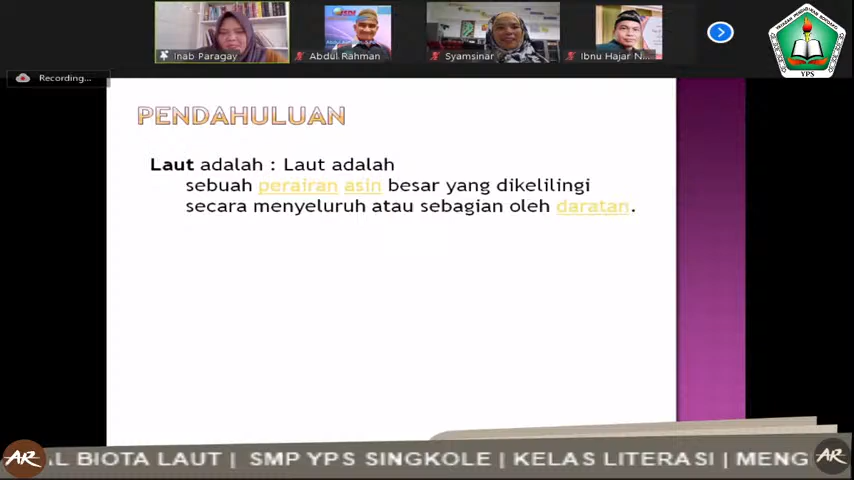 Inab Paragay
Abdul Rahman
Syamsinar
Ibnu Hajar N...
YPS
Recording...
PENDAHULUAN
Laut adalah : Laut adalah
sebuah perairan asin besar yang dikelilingi
secara menyeluruh atau sebagian oleh daratan.
AR
AL BIOTA LAUT | SMP YPS SINGKOLE | KELAS LITERASI | MENG
AR